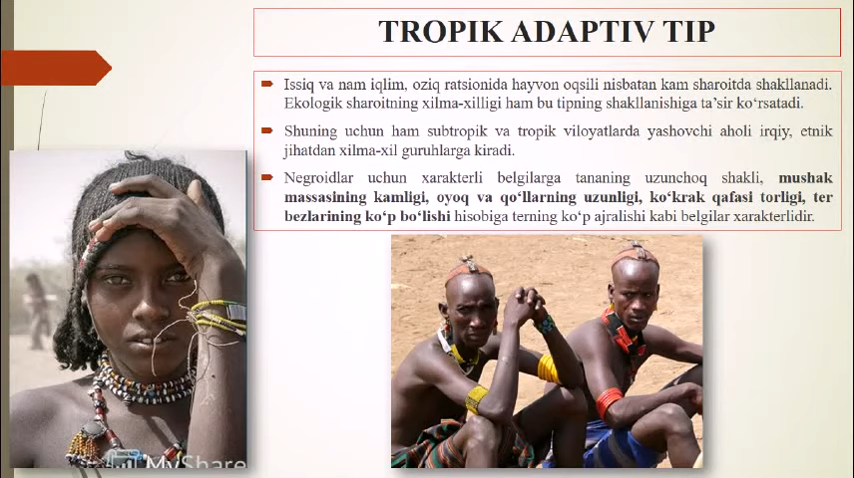 TROPIK ADAPTIV TIP
Issiq va nam iqlim, oziq ratsionida hayvon oqsili nisbatan kam sharoitda shakllanadi.
Ekologik sharoitning xilma-xilligi ham bu tipning shakllanishiga ta’sir ko‘rsatadi.
Shuning uchun ham subtropik va tropik viloyatlarda yashovchi aholi irqiy, etnik
jihatdan xilma-xil guruhlarga kiradi.
Negroidlar uchun xarakterli belgilarga tananing uzunchoq shakli, mushak
massasining kamligi, oyoq va qo‘llarning uzunligi, ko‘krak qafasi torligi, ter
bezlarining ko‘p bo‘lishi hisobiga terning ko‘p ajralishi kabi belgilar xarakterlidir.
MyShare